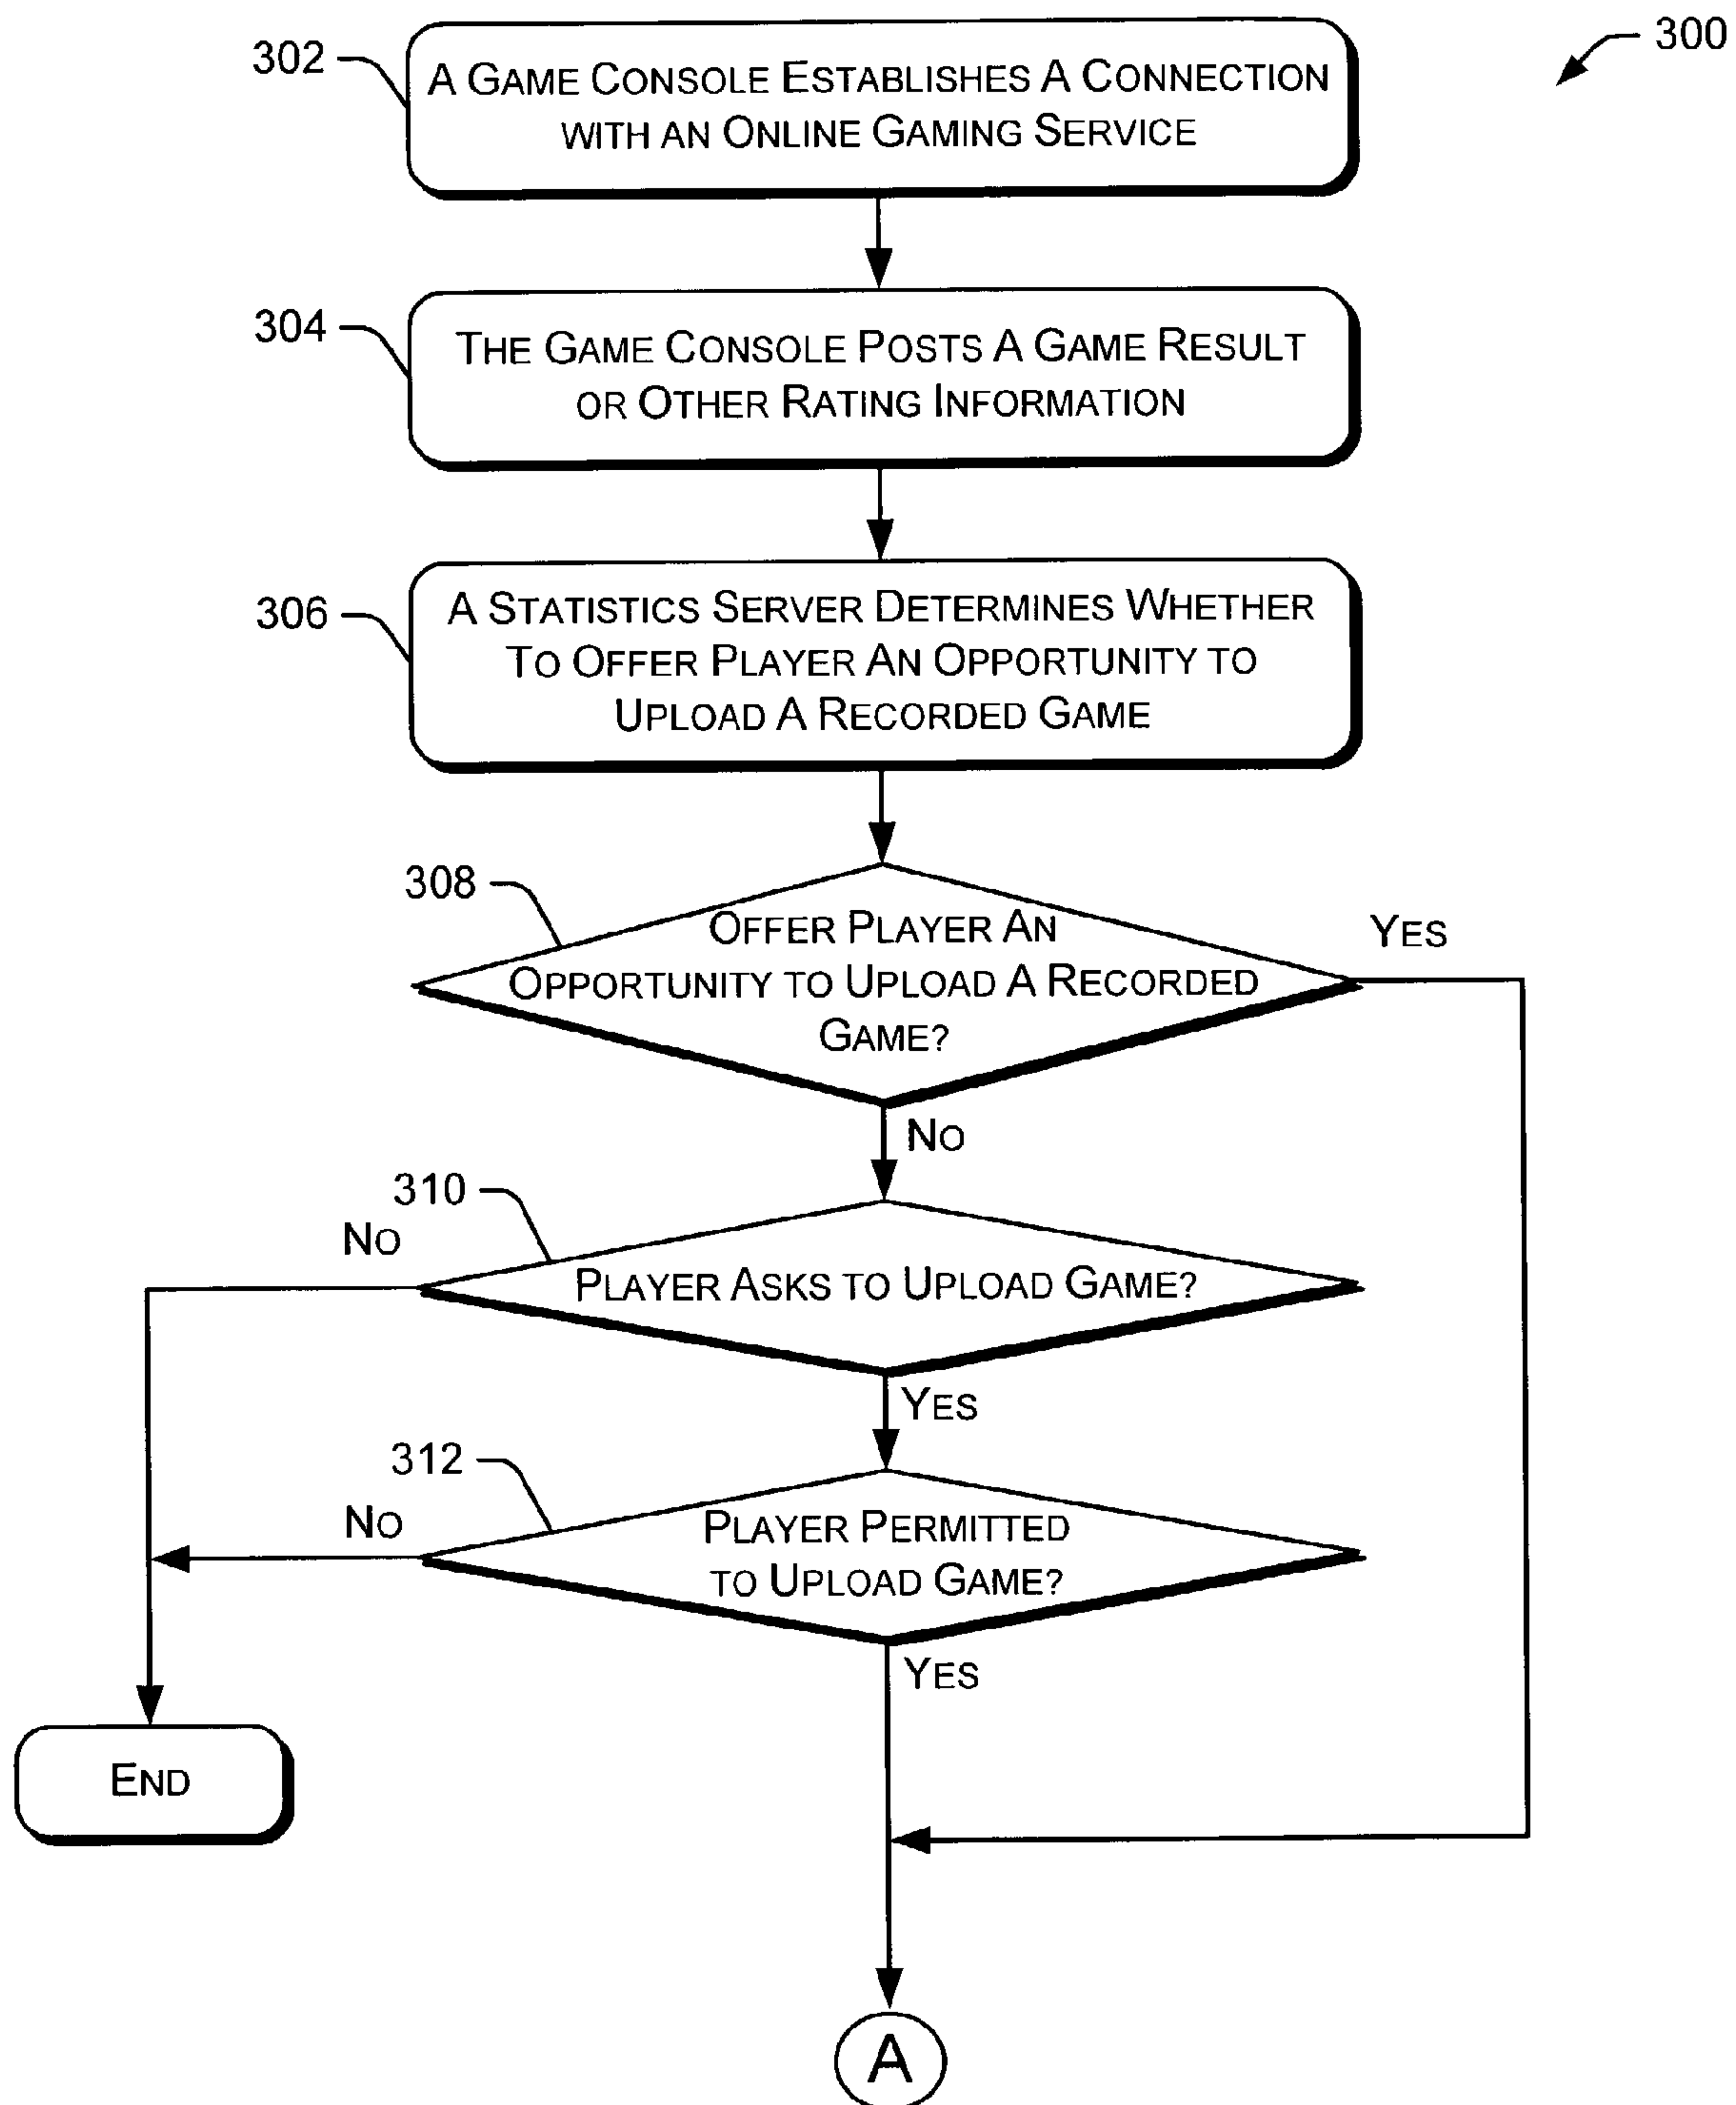 300
302
A GAME CONSOLE ESTABLISHES A CONNECTION
WITH AN ONLINE GAMING SERVICE
304
THE GAME CONSOLE POSTS A GAME RESULT
OR OTHER RATING INFORMATION
306
A STATISTICS SERVER DETERMINES WHETHER
TO OFFER PLAYER AN OPPORTUNITY TO
UPLOAD A RECORDED GAME
308
OFFER PLAYER AN
OPPORTUNITY TO UPLOAD A RECORDED
GAME?
YES
NO
310
NO
PLAYER ASKS TO UPLOAD GAME?
YES
312
NO
PLAYER PERMITTED
TO UPLOAD GAME?
YES
END
A